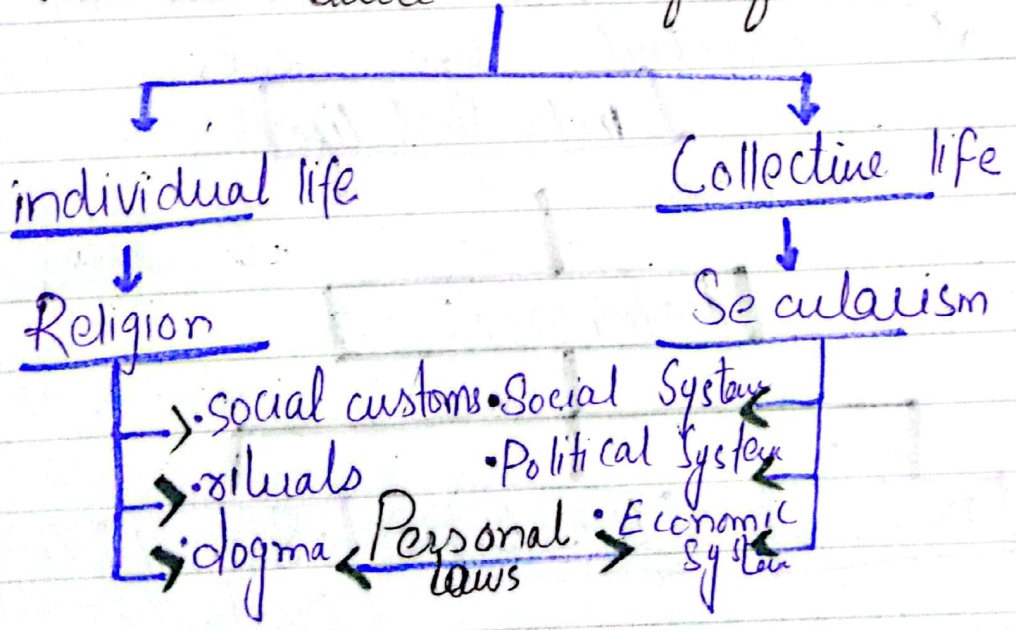 individual life Collective life
Religion Secularism
• social customs • Social System
• rituals • Political System
• dogma Personal laws • Economic System